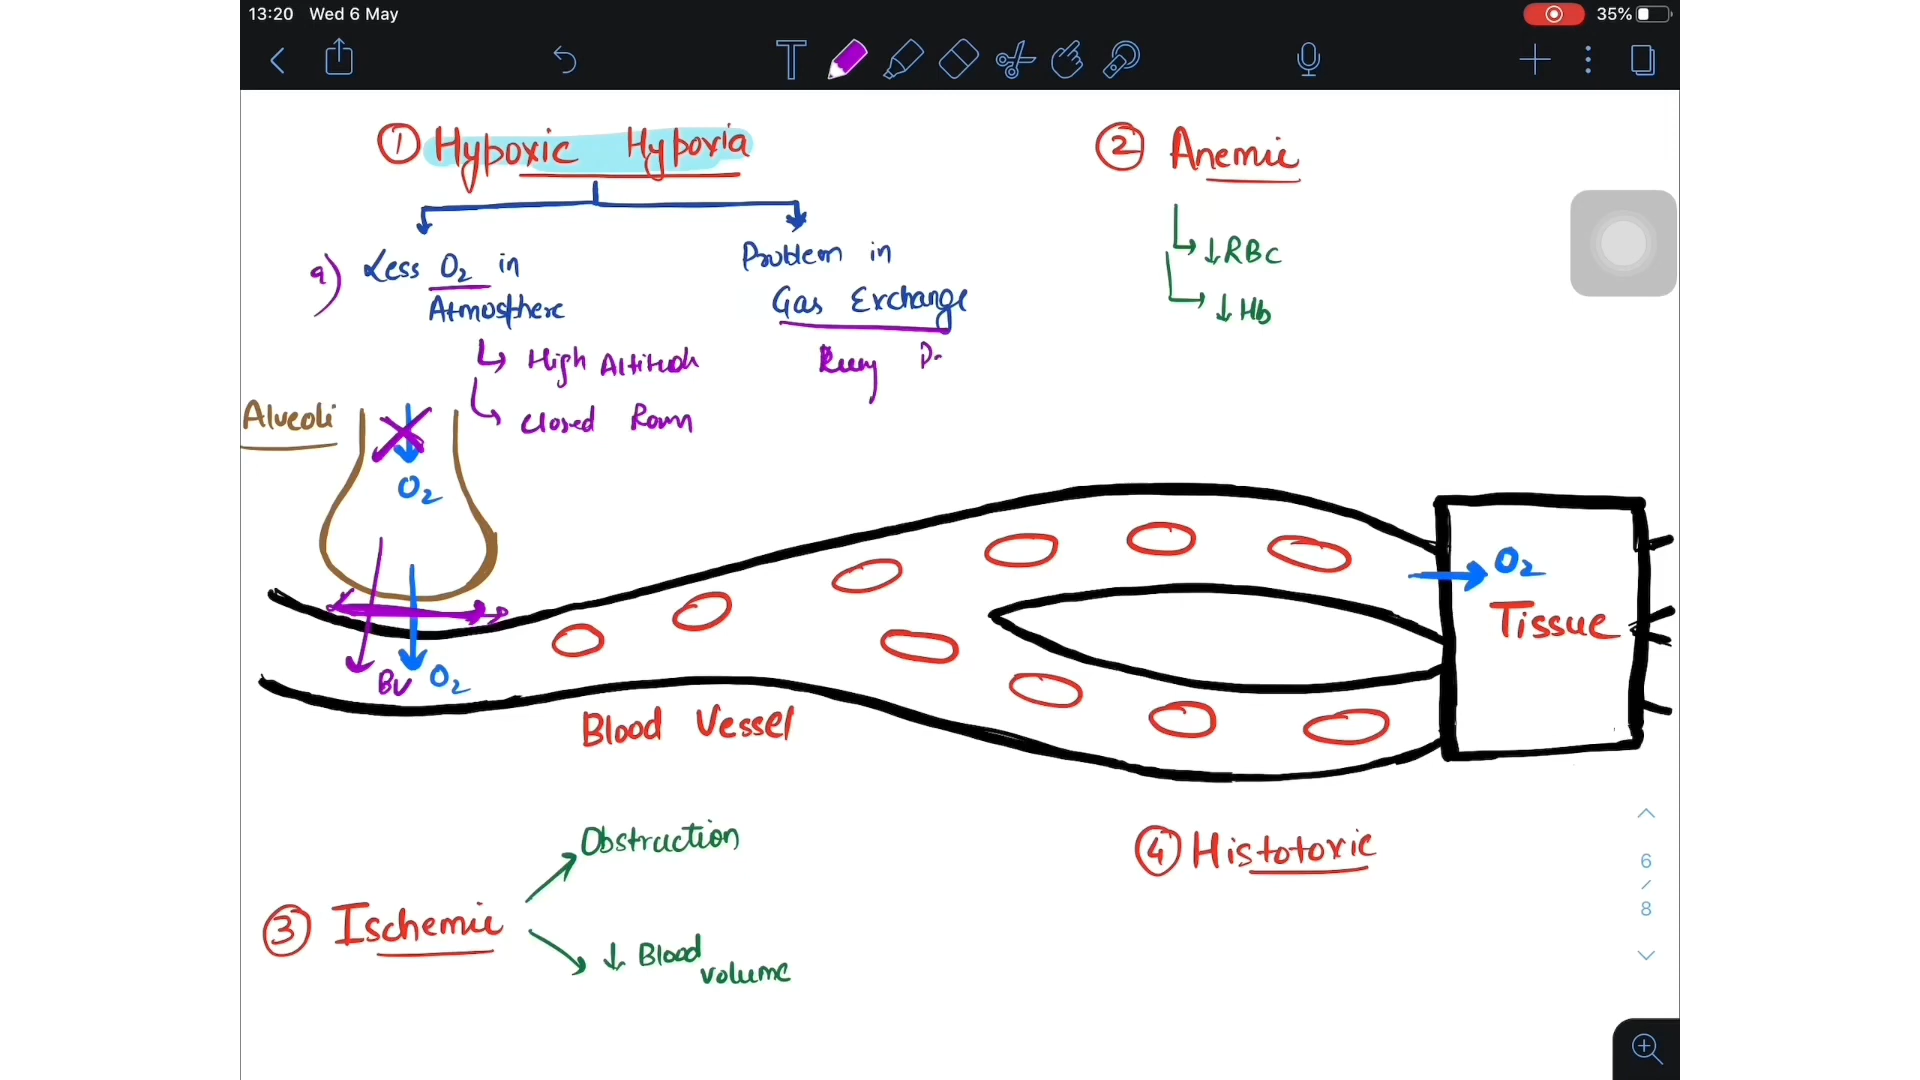 13:20 Wed 6 May
35%
① Hypoxic Hypoxia
② Anemic
a) Less O₂ in
Atmosphere
Problem in
Gas Exchange
↓RBC
↓Hb
High Altitude
Closed Room
Alveoli
O₂
O₂
Tissue
BV O₂
Blood Vessel
Obstruction
④ Histotoxic
③ Ischemic
↓ Blood
volume
6
/
8